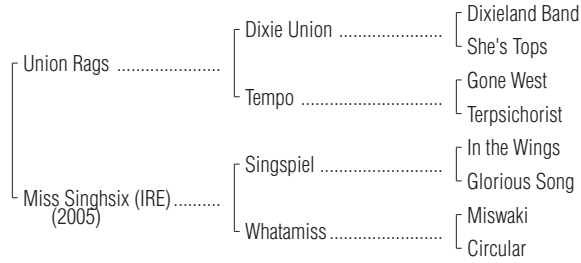 Dixieland Band
Dixie Union ......................
She's Tops
Union Rags ......................
Gone West
Tempo ..............................
Terpsichorist
In the Wings
Singspiel ..........................
Glorious Song
Miss Singhsix (IRE)..........
(2005)
Miswaki
Whatamiss ........................
Circular